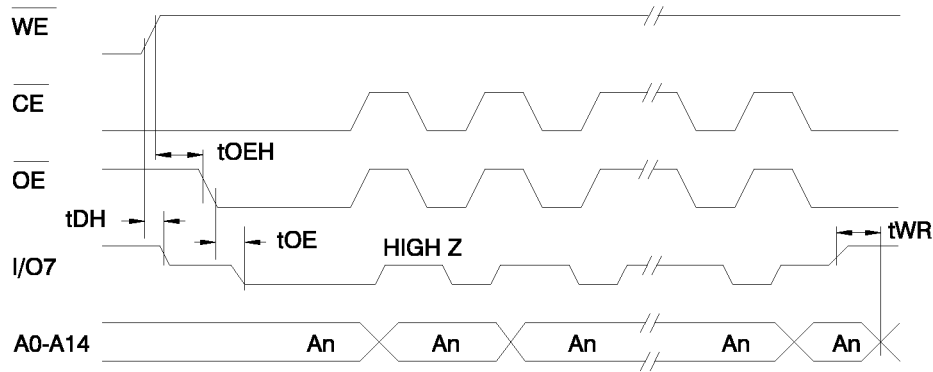 WE
CE
tOEH
OE
tDH
tOE
HIGH Z
tWR
I/O7
A0-A14 An An An An An